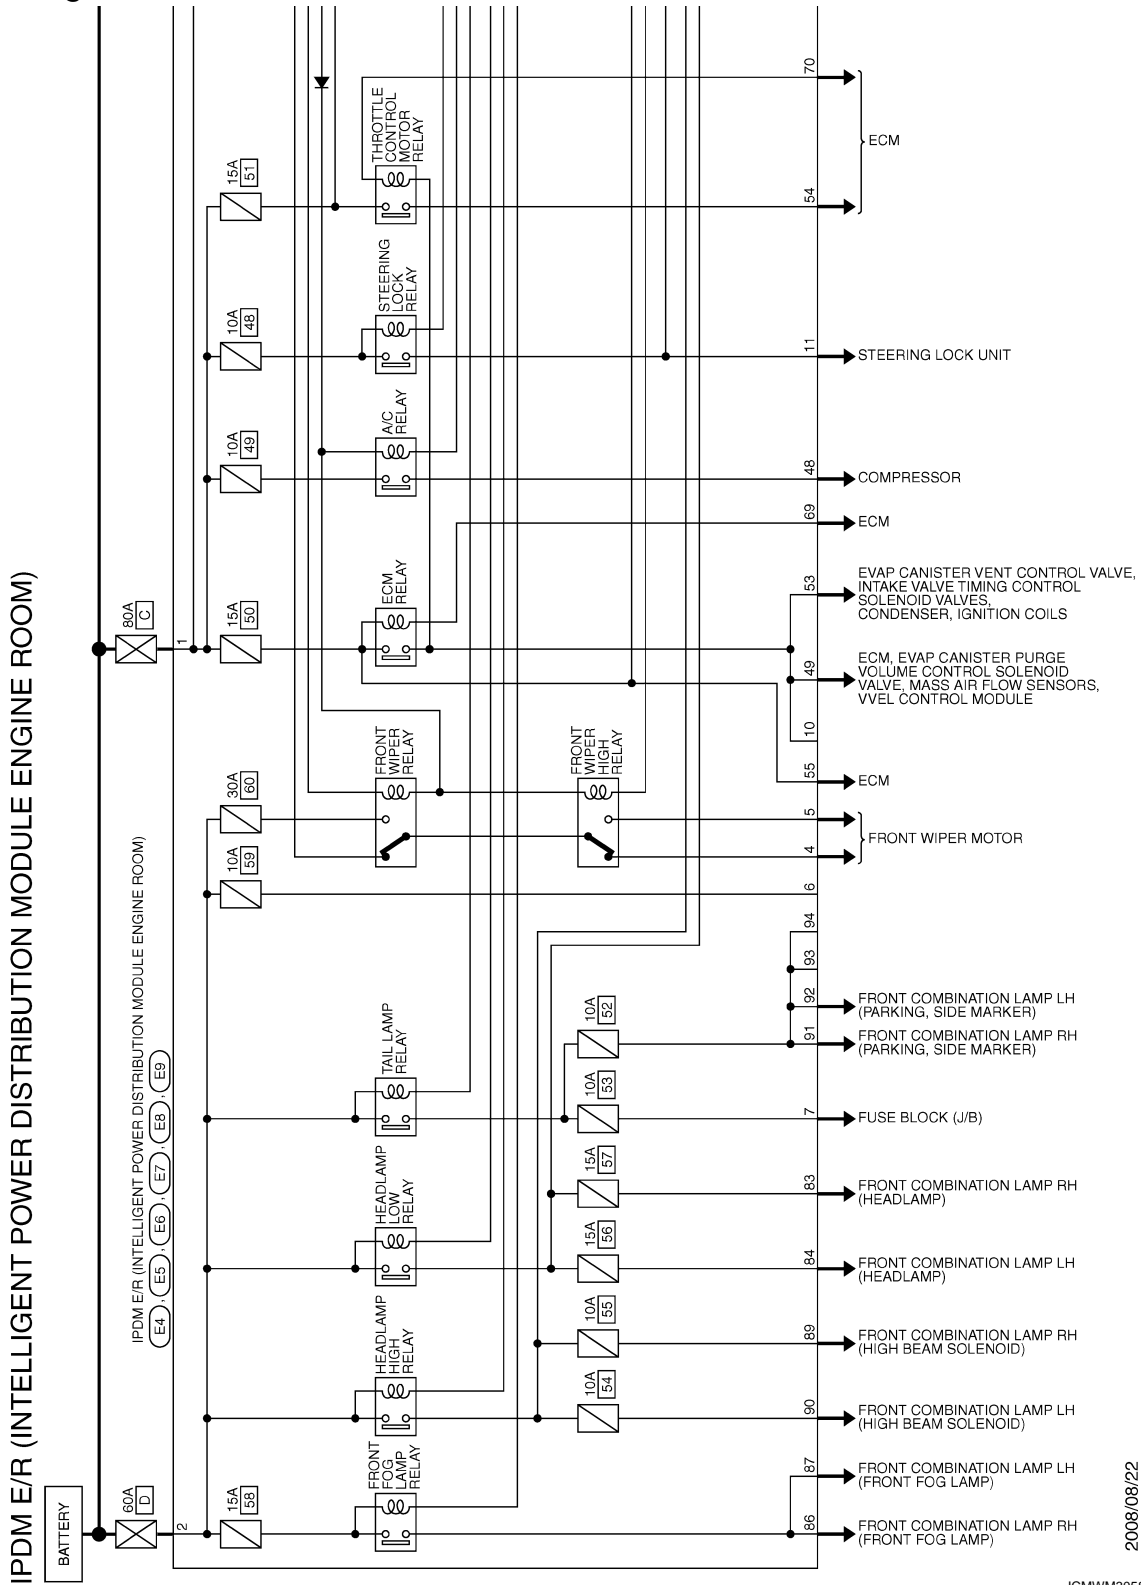 IPDM E/R (INTELLIGENT POWER DISTRIBUTION MODULE ENGINE ROOM)
BATTERY
80A
C
1
60A
D
2
IPDM E/R (INTELLIGENT POWER DISTRIBUTION MODULE ENGINE ROOM)
E4 , E5 , E6 , E7 , E8 , E9
15A
51
THROTTLE
CONTROL
MOTOR
RELAY
70
54
ECM
10A
48
STEERING
LOCK
RELAY
11
STEERING LOCK UNIT
10A
49
A/C
RELAY
48
COMPRESSOR
69
ECM
15A
50
ECM
RELAY
53
EVAP CANISTER VENT CONTROL VALVE,
INTAKE VALVE TIMING CONTROL
SOLENOID VALVES,
CONDENSER, IGNITION COILS
49
ECM, EVAP CANISTER PURGE
VOLUME CONTROL SOLENOID
VALVE, MASS AIR FLOW SENSORS,
VVEL CONTROL MODULE
10
55
ECM
30A
60
FRONT
WIPER
RELAY
FRONT
WIPER
HIGH
RELAY
5
4
FRONT WIPER MOTOR
10A
59
6
94
93
10A
52
92
FRONT COMBINATION LAMP LH
(PARKING, SIDE MARKER)
91
FRONT COMBINATION LAMP RH
(PARKING, SIDE MARKER)
TAIL LAMP
RELAY
10A
53
7
FUSE BLOCK (J/B)
15A
57
83
FRONT COMBINATION LAMP RH
(HEADLAMP)
HEADLAMP
LOW
RELAY
15A
56
84
FRONT COMBINATION LAMP LH
(HEADLAMP)
10A
55
89
FRONT COMBINATION LAMP RH
(HIGH BEAM SOLENOID)
HEADLAMP
HIGH
RELAY
10A
54
90
FRONT COMBINATION LAMP LH
(HIGH BEAM SOLENOID)
87
FRONT COMBINATION LAMP LH
(FRONT FOG LAMP)
15A
58
FRONT
FOG
LAMP
RELAY
86
FRONT COMBINATION LAMP RH
(FRONT FOG LAMP)
2008/08/22